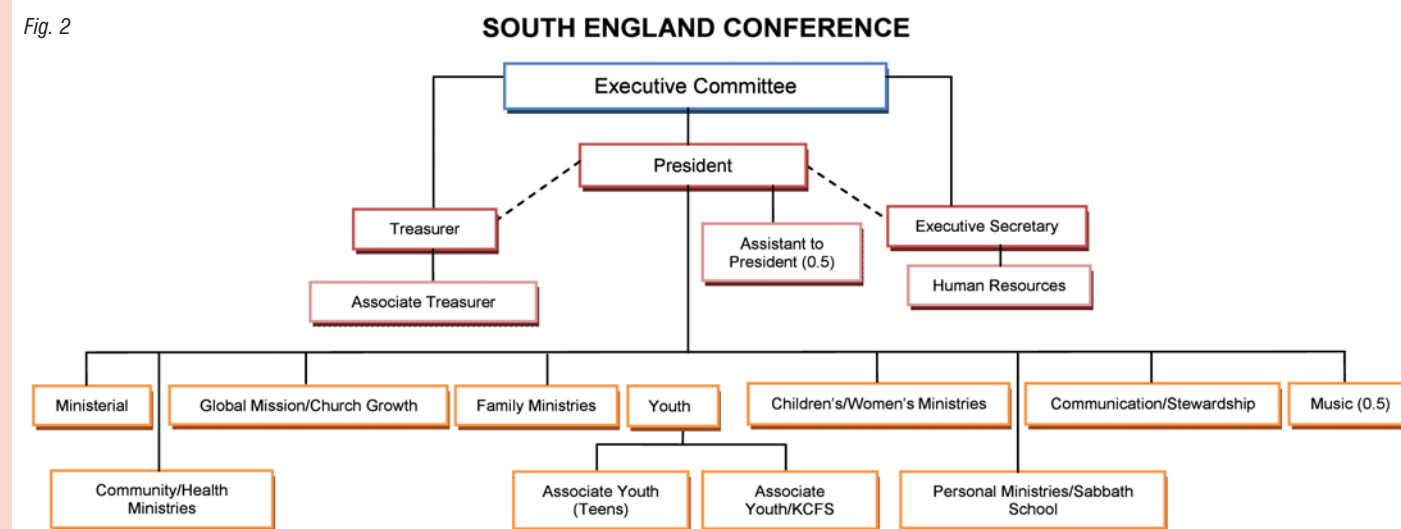 Fig. 2
SOUTH ENGLAND CONFERENCE
Executive Committee
President
Treasurer
Assistant to
President (0.5)
Executive Secretary
Associate Treasurer
Human Resources
Ministerial
Global Mission/Church Growth
Family Ministries
Youth
Children's/Women's Ministries
Communication/Stewardship
Music (0.5)
Community/Health
Ministries
Associate Youth
(Teens)
Associate
Youth/KCFS
Personal Ministries/Sabbath
School